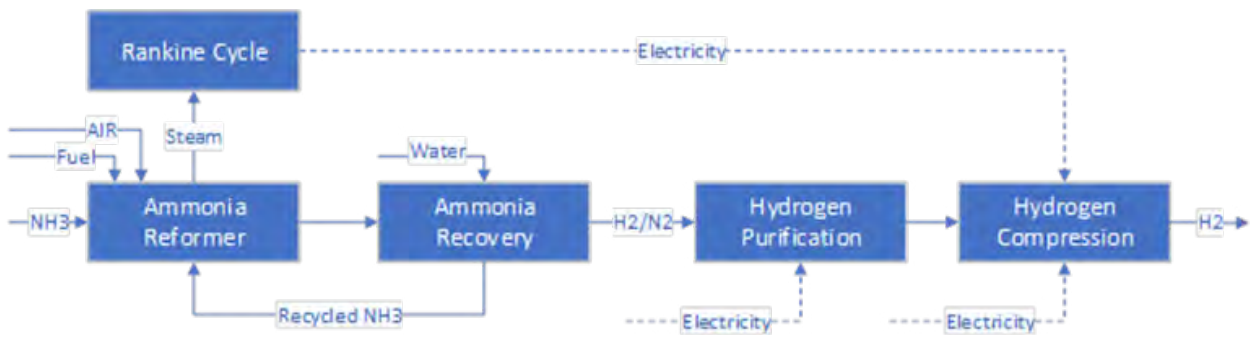 Rankine Cycle
Electricity
AIR
Steam
Fuel
Water
NH3
Ammonia
Reformer
Ammonia
Recovery
H2/N2
Hydrogen
Purification
Hydrogen
Compression
H2
Recycled NH3
Electricity
Electricity